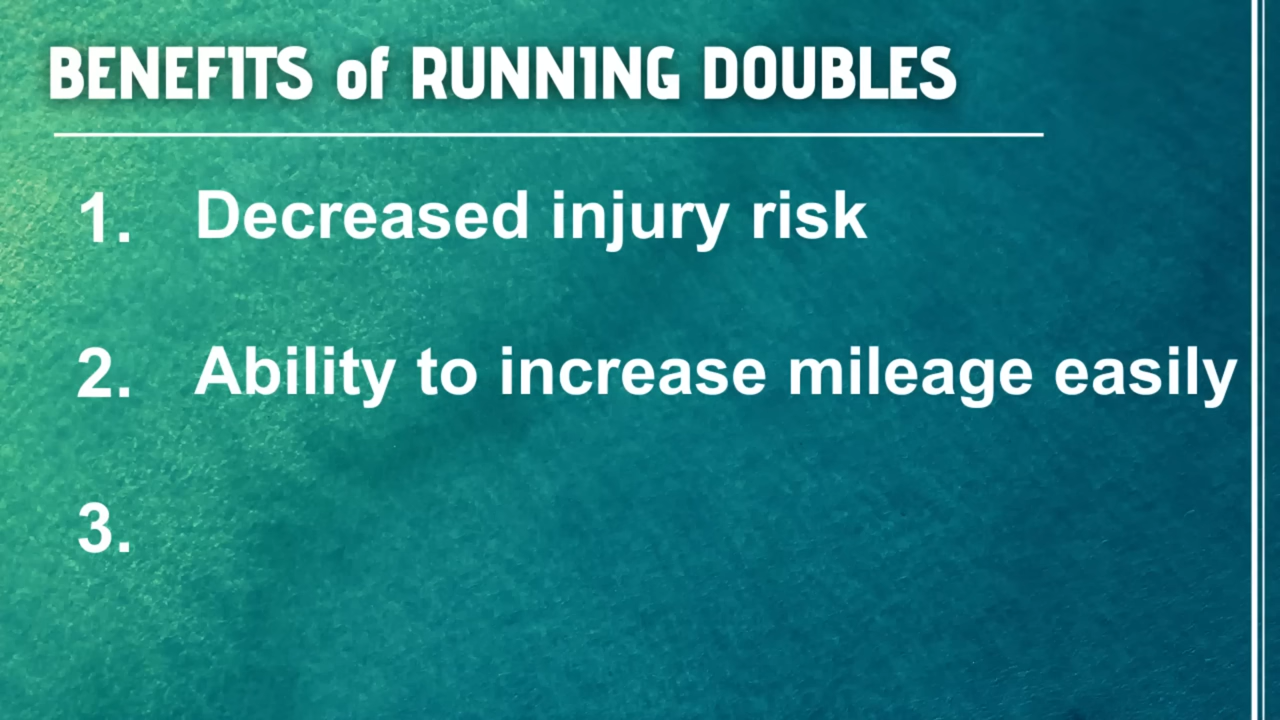 BENEFITS of RUNNING DOUBLES
1. Decreased injury risk
2. Ability to increase mileage easily
3.